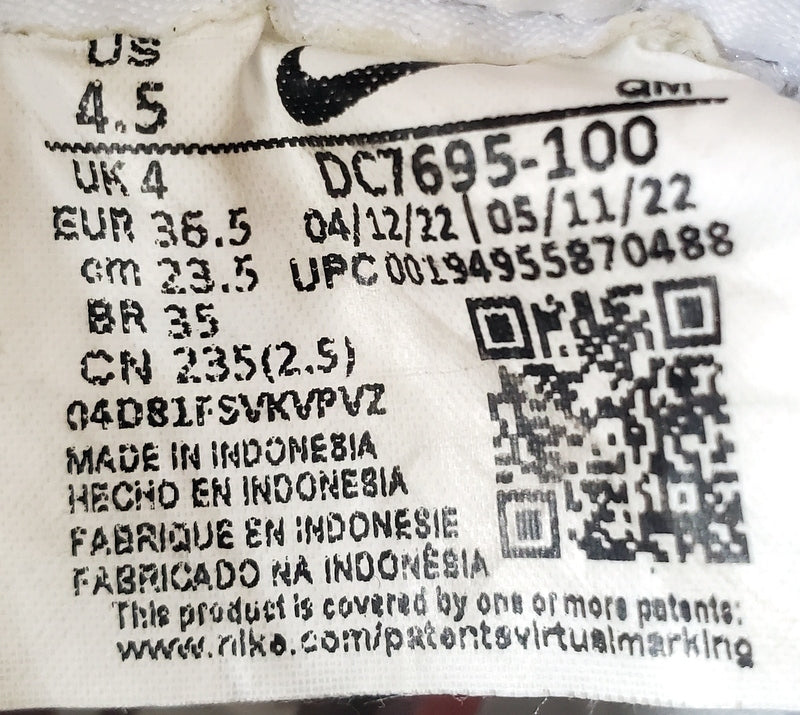 US
4.5
QM
UK 4
DC7695-100
EUR 36.5
04/12/22 | 05/11/22
cm 23.5
UPC 00194955870488
BR 35
CN 235(2.5)
04D81FSVKVPVZ
MADE IN INDONESIA
HECHO EN INDONESIA
FABRIQUE EN INDONESIE
FABRICADO NA INDONÉSIA
This product is covered by one or more patents:
www.nike.com/patentsvirtualmarking